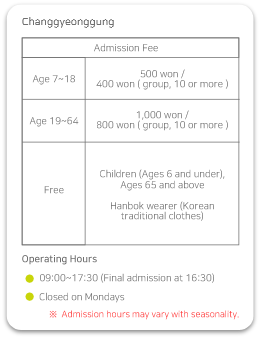 Changgyeonggung
Admission Fee
Age 7~18
500 won /
400 won ( group, 10 or more )
Age 19~64
1,000 won /
800 won ( group, 10 or more )
Free
Children (Ages 6 and under),
Ages 65 and above
Hanbok wearer (Korean
traditional clothes)
Operating Hours
09:00~17:30 (Final admission at 16:30)
Closed on Mondays
※ Admission hours may vary with seasonality.